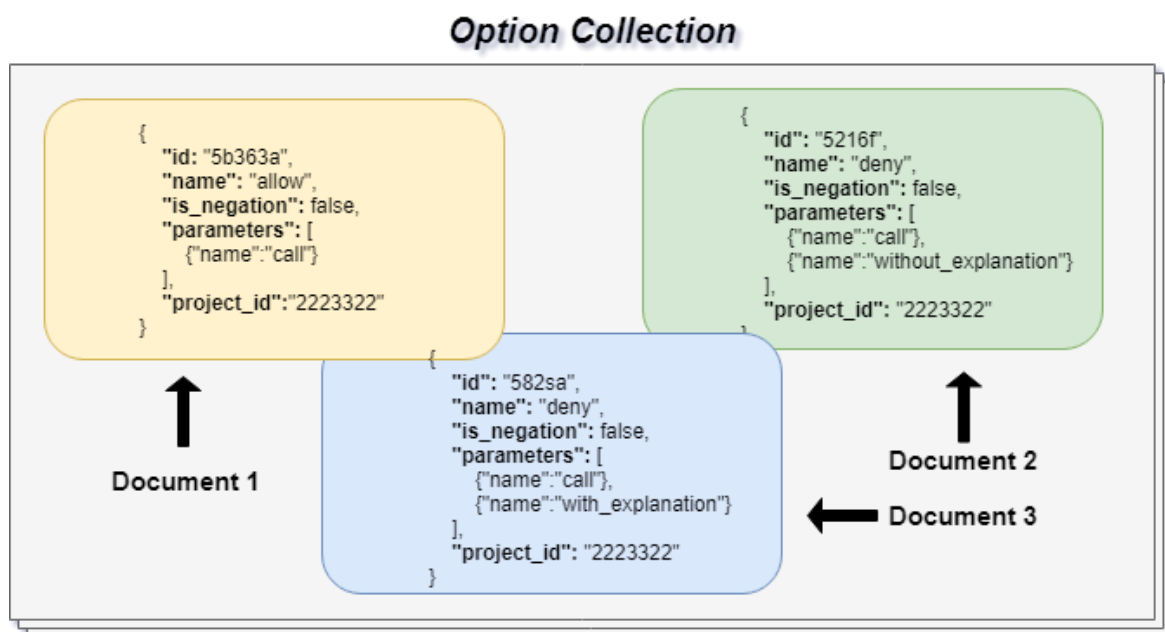 Option Collection
{
"id: "5b363a",
"name": "allow",
"is_negation": false,
"parameters": [
{"name":"call"}
],
"project_id":"2223322"
}
{
"id": "5216f",
"name": "deny",
"is_negation": false,
"parameters": [
{"name":"call"},
{"name":"without_explanation"}
],
"project_id": "2223322"
}
{
"id": "582sa",
"name": "deny",
"is_negation": false,
"parameters": [
{"name":"call"},
{"name":"with_explanation"}
],
"project_id": "2223322"
}
Document 1
Document 2
Document 3